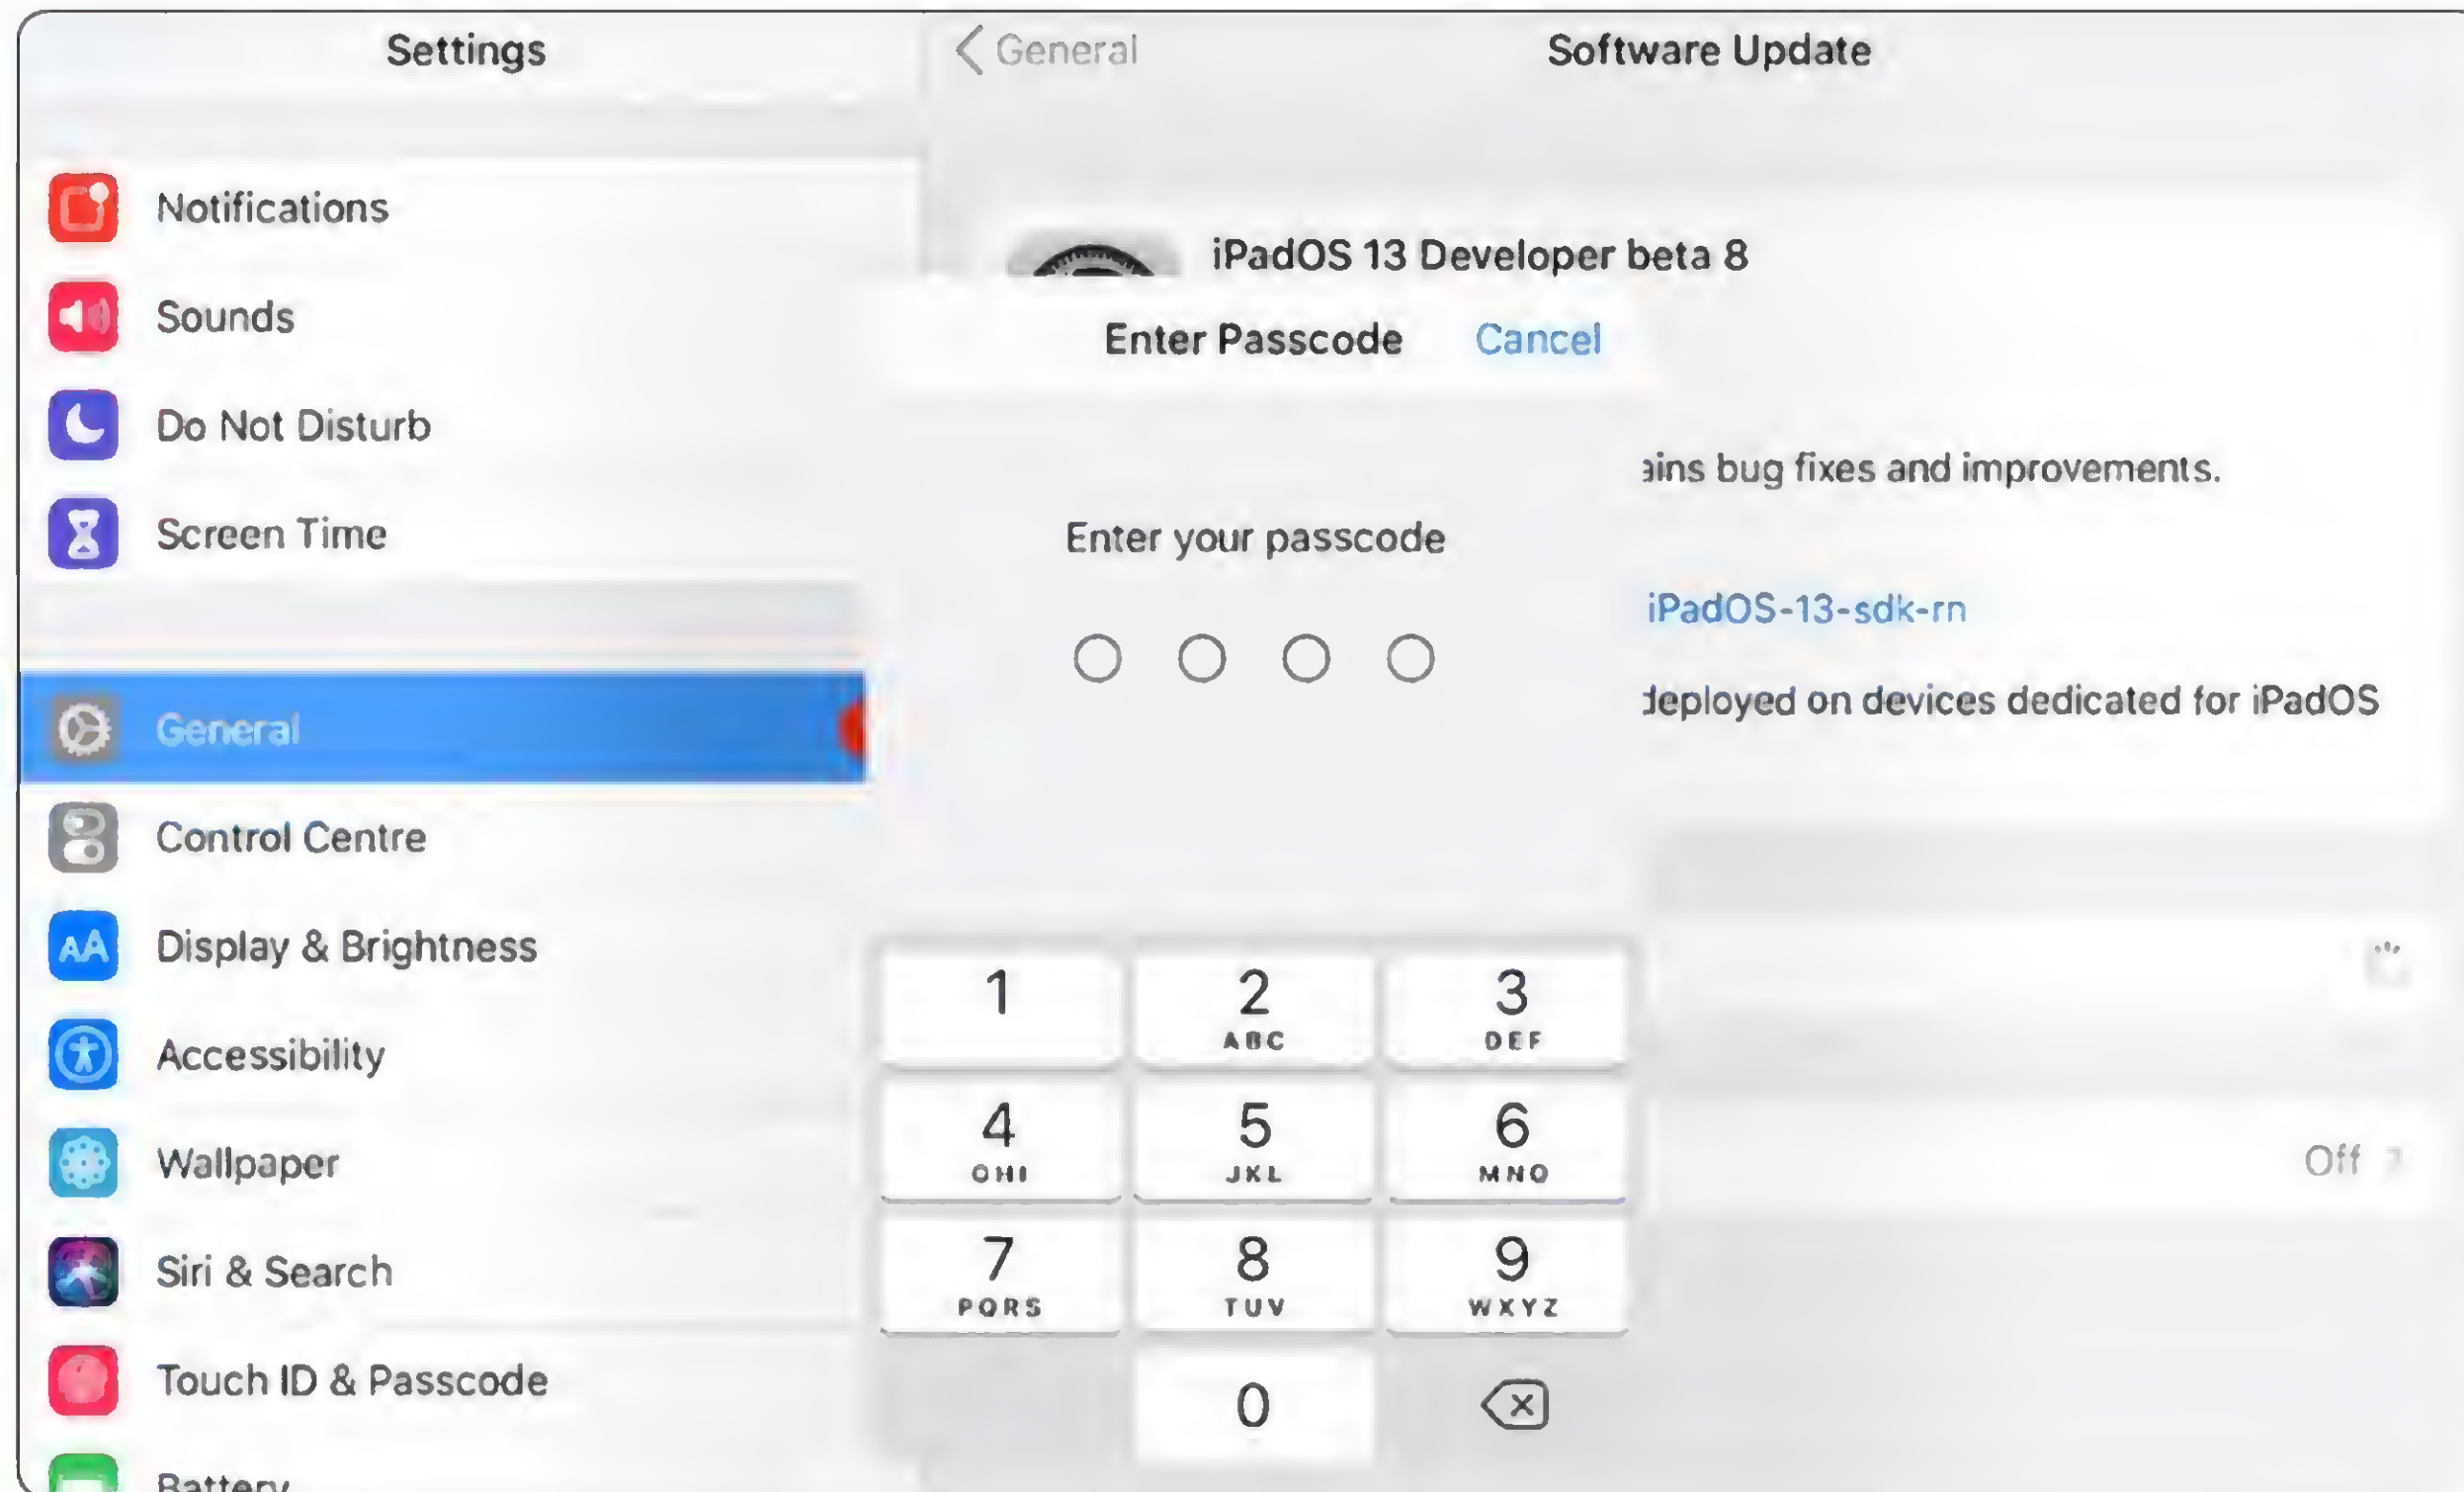 Settings
General
Software Update
Notifications
Sounds
Do Not Disturb
Screen Time
General
Control Centre
AA
Display & Brightness
Accessibility
Wallpaper
Siri & Search
Touch ID & Passcode
Battery
iPadOS 13 Developer beta 8
Enter Passcode
Cancel
ains bug fixes and improvements.
Enter your passcode
iPadOS-13-sdk-rn
deployed on devices dedicated for iPadOS
1
2
ABC
3
DEF
4
GHI
5
JKL
6
MNO
Off
7
PQRS
8
TUV
9
WXYZ
0